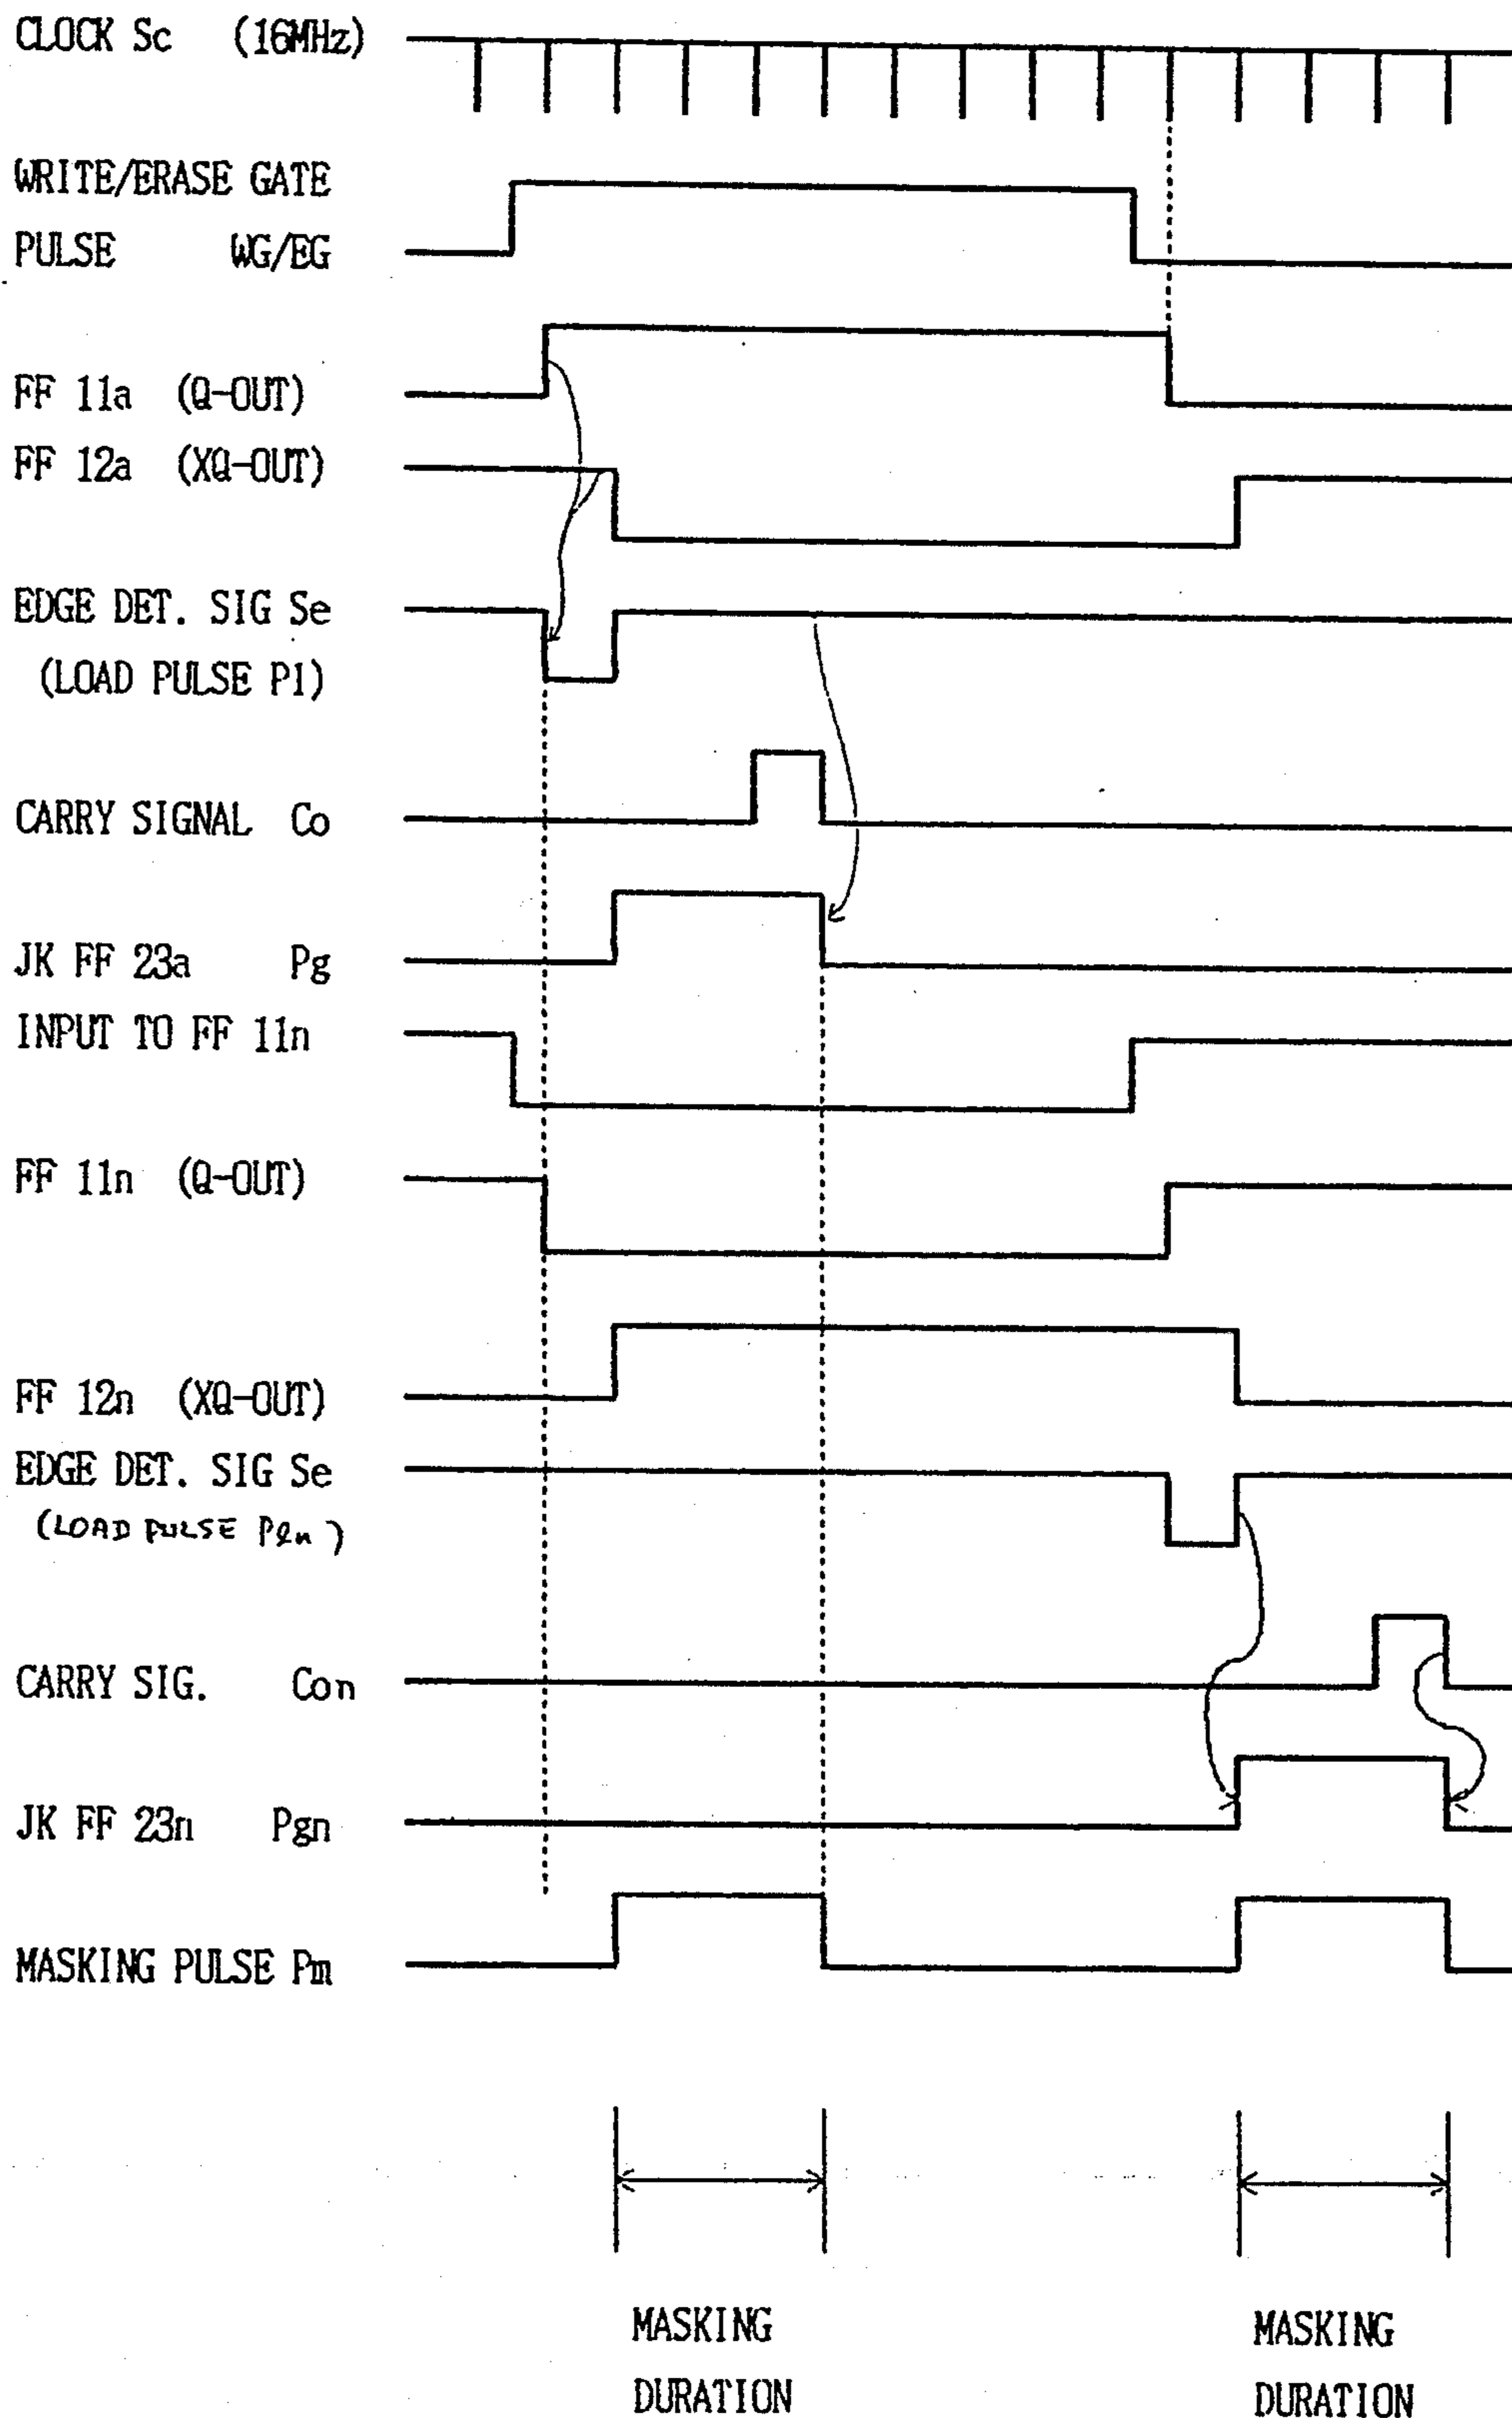 CLOCK Sc (16MHz)
WRITE/ERASE GATE
PULSE WG/EG
FF 11a (Q-OUT)
FF 12a (XQ-OUT)
EDGE DET. SIG Se
(LOAD PULSE Pl)
CARRY SIGNAL Co
JK FF 23a Pg
INPUT TO FF 11n
FF 11n (Q-OUT)
FF 12n (XQ-OUT)
EDGE DET. SIG Se
(LOAD PULSE Pln)
CARRY SIG. Con
JK FF 23n Pgn
MASKING PULSE Pm
MASKING
DURATION
MASKING
DURATION